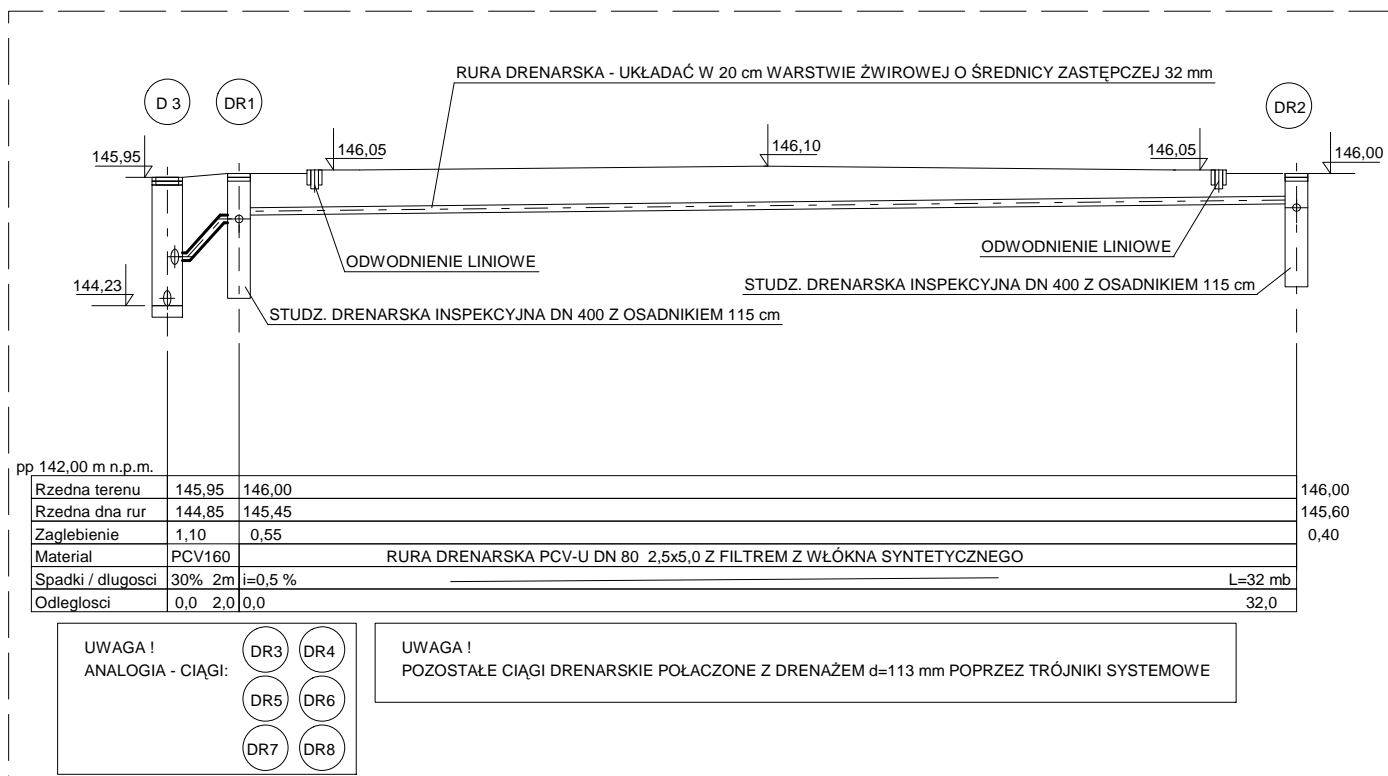 RURA DRENARSKA - UKŁADAĆ W 20 cm WARSTWIE ŻWIROWEJ O ŚREDNICY ZASTĘPCZEJ 32 mm
D 3
DR1
DR2
145,95
146,05
146,10
146,05
146,00
ODWODNIENIE LINIOWE
ODWODNIENIE LINIOWE
144,23
STUDZ. DRENARSKA INSPEKCYJNA DN 400 Z OSADNIKIEM 115 cm
STUDZ. DRENARSKA INSPEKCYJNA DN 400 Z OSADNIKIEM 115 cm
pp 142,00 m n.p.m.
Rzedna terenu 145,95 146,00 146,00
Rzedna dna rur 144,85 145,45 145,60
Zaglebienie 1,10 0,55 0,40
Material PCV160 RURA DRENARSKA PCV-U DN 80 2,5x5,0 Z FILTREM Z WŁÓKNA SYNTETYCZNEGO
Spadki / dlugosci 30% 2m i=0,5 % L=32 mb
Odleglosci 0,0 2,0 0,0 32,0
UWAGA !
ANALOGIA - CIĄGI:
DR3 DR4
DR5 DR6
DR7 DR8
UWAGA !
POZOSTAŁE CIĄGI DRENARSKIE POŁACZONE Z DRENAŻEM d=113 mm POPRZEZ TRÓJNIKI SYSTEMOWE